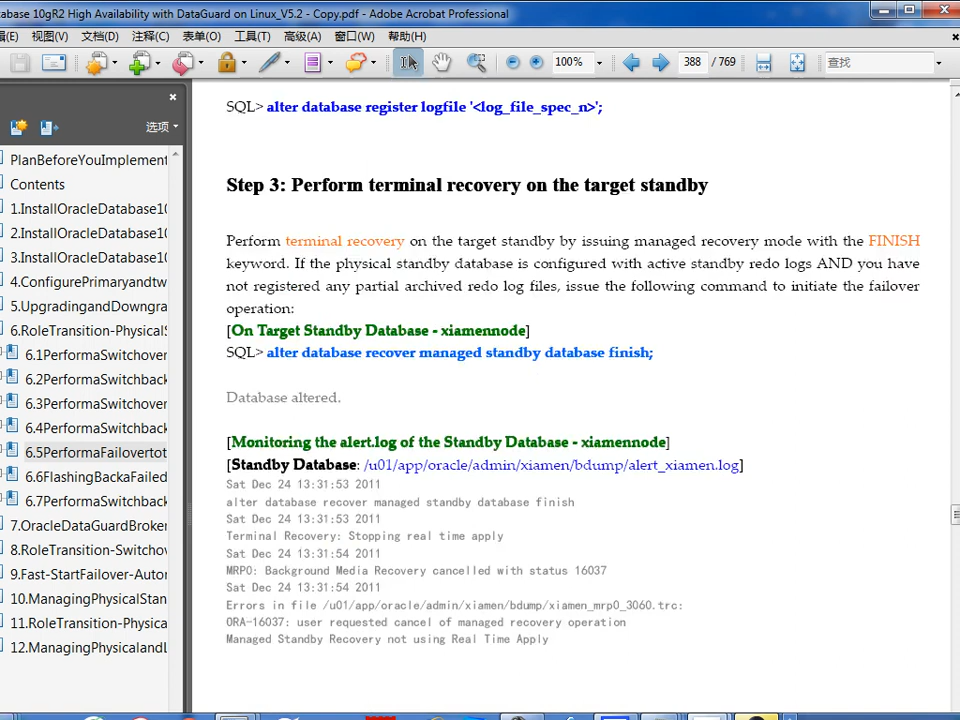 abase 10gR2 High Availability with DataGuard on Linux_V5.2 - Copy.pdf - Adobe Acrobat Professional
(E) 视图(V) 文档(D) 注释(C) 表单(O) 工具(T) 高级(A) 窗口(W) 帮助(H)
100% 388 / 769 查找
SQL> alter database register logfile '<log_file_spec_n>';
选项
PlanBeforeYouImplement
Contents
1.InstallOracleDatabase10
2.InstallOracleDatabase10
3.InstallOracleDatabase10
4.ConfigurePrimaryandtw
5.UpgradingandDowngra
6.RoleTransition-PhysicalS
6.1PerformaSwitchover
6.2PerformaSwitchback
6.3PerformaSwitchover
6.4PerformaSwitchback
6.5PerformaFailovertot
6.6FlashingBackaFailed
6.7PerformaSwitchback
7.OracleDataGuardBroker
8.RoleTransition-Switchov
9.Fast-StartFailover-Autor
10.ManagingPhysicalStan
11.RoleTransition-Physica
12.ManagingPhysicalandL
Step 3: Perform terminal recovery on the target standby
Perform terminal recovery on the target standby by issuing managed recovery mode with the FINISH
keyword. If the physical standby database is configured with active standby redo logs AND you have
not registered any partial archived redo log files, issue the following command to initiate the failover
operation:
[On Target Standby Database - xiamennode]
SQL> alter database recover managed standby database finish;
Database altered.
[Monitoring the alert.log of the Standby Database - xiamennode]
[Standby Database: /u01/app/oracle/admin/xiamen/bdump/alert_xiamen.log]
Sat Dec 24 13:31:53 2011
alter database recover managed standby database finish
Sat Dec 24 13:31:53 2011
Terminal Recovery: Stopping real time apply
Sat Dec 24 13:31:54 2011
MRP0: Background Media Recovery cancelled with status 16037
Sat Dec 24 13:31:54 2011
Errors in file /u01/app/oracle/admin/xiamen/bdump/xiamen_mrp0_3060.trc:
ORA-16037: user requested cancel of managed recovery operation
Managed Standby Recovery not using Real Time Apply